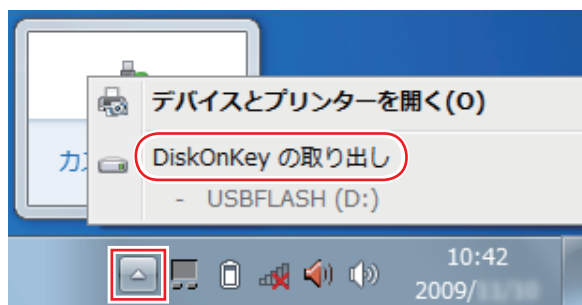 デバイスとプリンターを開く(O)
カ
DiskOnKey の取り出し
- USBFLASH (D:)
10:42
2009/